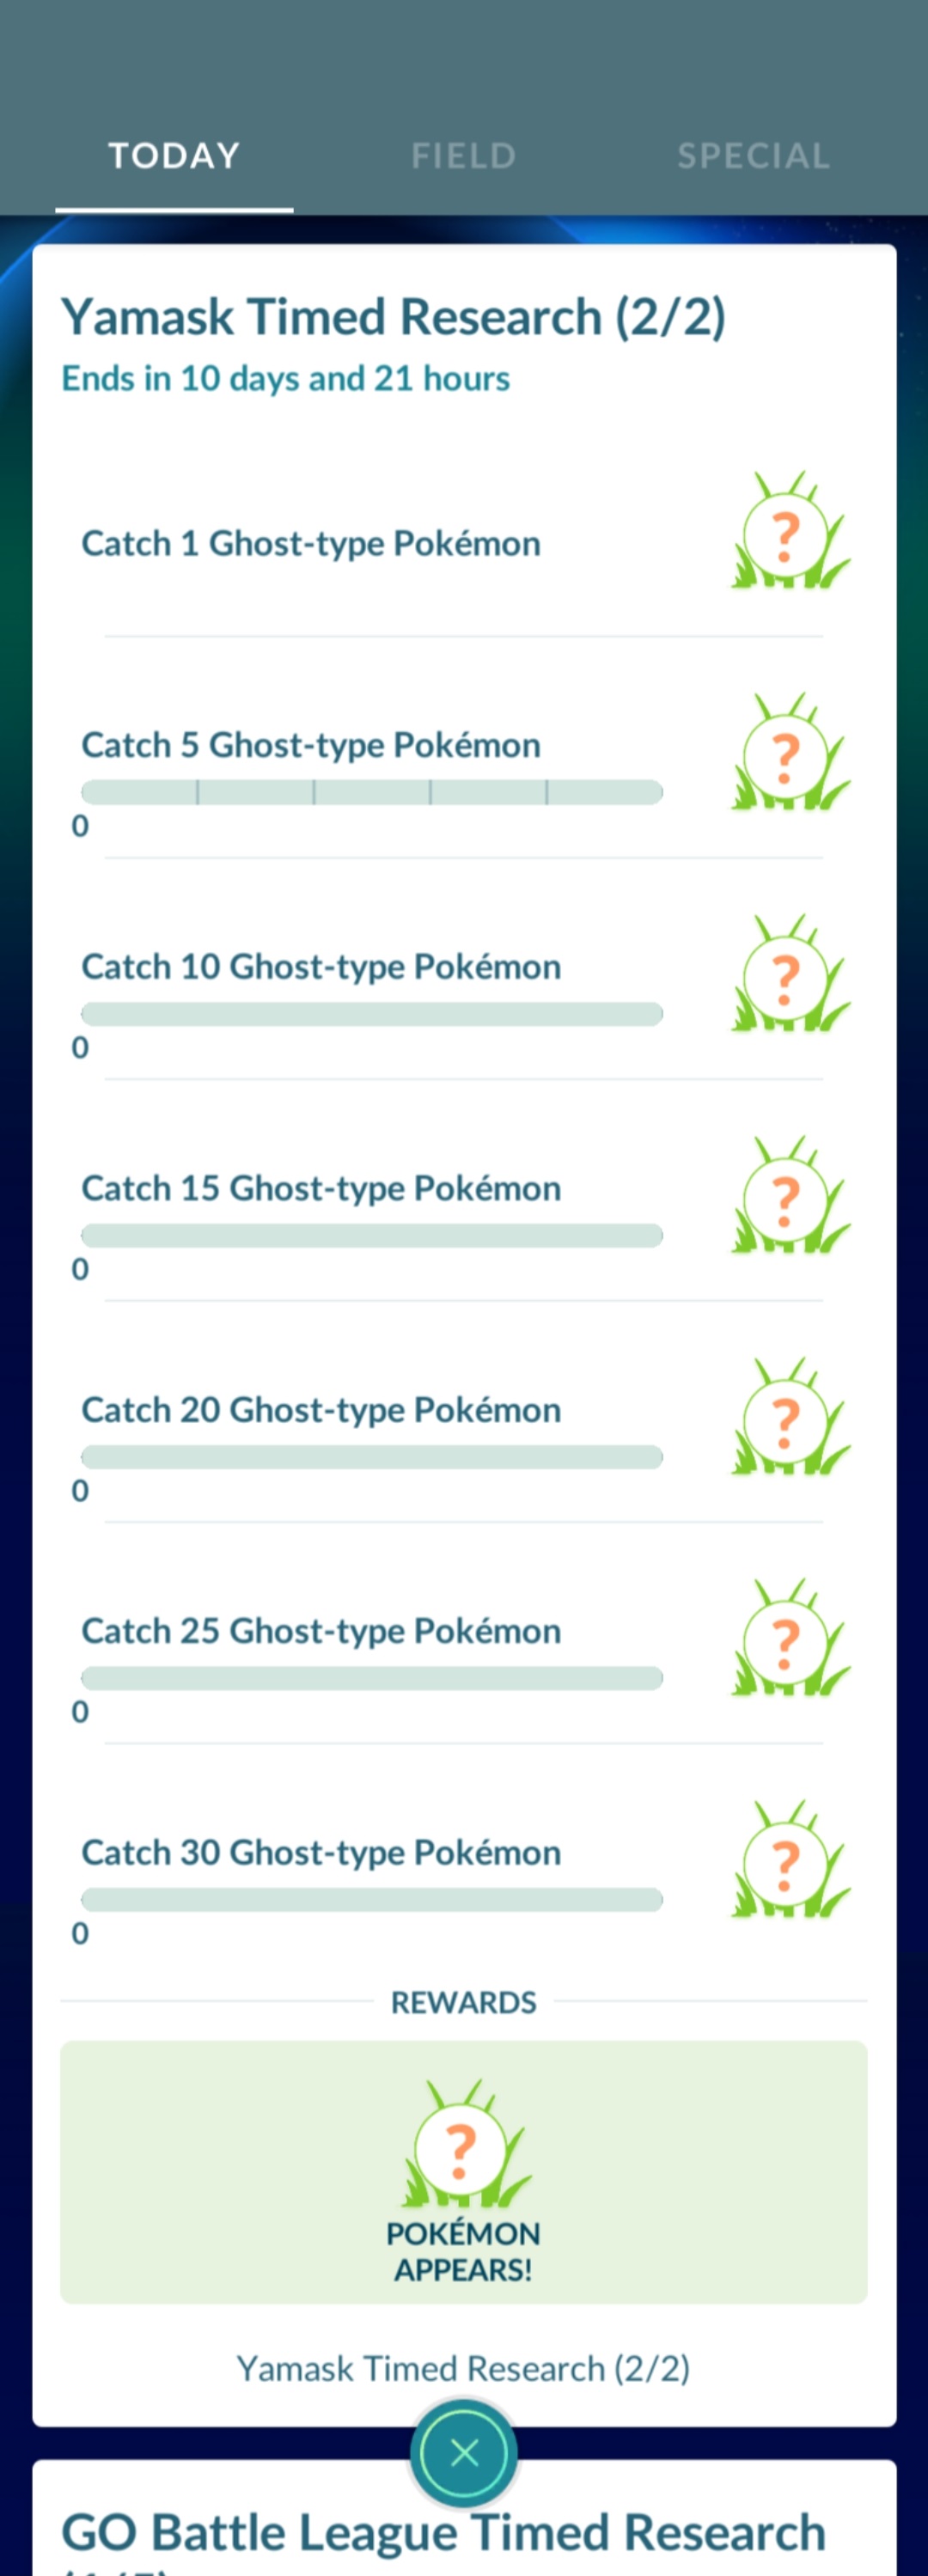 TODAY FIELD SPECIAL
Yamask Timed Research (2/2)
Ends in 10 days and 21 hours
Catch 1 Ghost-type Pokémon
?
Catch 5 Ghost-type Pokémon
?
0
Catch 10 Ghost-type Pokémon
?
0
Catch 15 Ghost-type Pokémon
?
0
Catch 20 Ghost-type Pokémon
?
0
Catch 25 Ghost-type Pokémon
?
0
Catch 30 Ghost-type Pokémon
?
0
REWARDS
?
POKÉMON
APPEARS!
Yamask Timed Research (2/2)
GO Battle League Timed Research